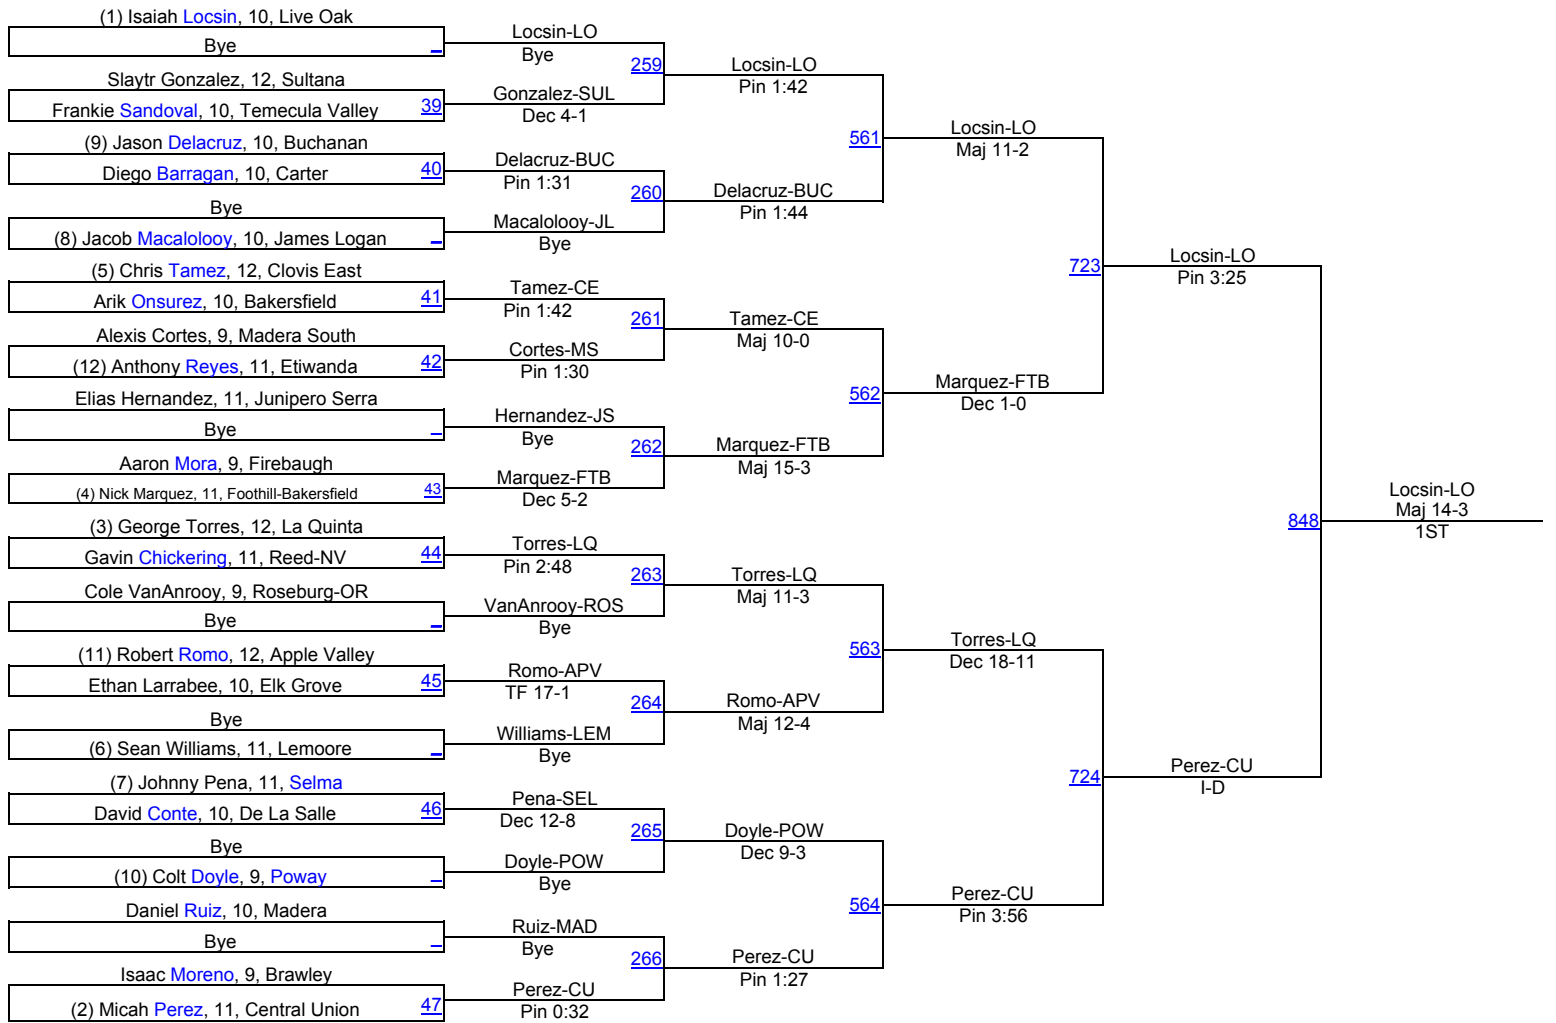 (1) Isaiah Locsin, 10, Live Oak
Bye
Slaytr Gonzalez, 12, Sultana
Frankie Sandoval, 10, Temecula Valley 39
(9) Jason Delacruz, 10, Buchanan
Diego Barragan, 10, Carter 40
Bye
(8) Jacob Macalolooy, 10, James Logan
(5) Chris Tamez, 12, Clovis East
Arik Onsurez, 10, Bakersfield 41
Alexis Cortes, 9, Madera South
(12) Anthony Reyes, 11, Etiwanda 42
Elias Hernandez, 11, Junipero Serra
Bye
Aaron Mora, 9, Firebaugh
(4) Nick Marquez, 11, Foothill-Bakersfield 43
(3) George Torres, 12, La Quinta
Gavin Chickering, 11, Reed-NV 44
Cole VanAnrooy, 9, Roseburg-OR
Bye
(11) Robert Romo, 12, Apple Valley
Ethan Larrabee, 10, Elk Grove 45
Bye
(6) Sean Williams, 11, Lemoore
(7) Johnny Pena, 11, Selma
David Conte, 10, De La Salle 46
Bye
(10) Colt Doyle, 9, Poway
Daniel Ruiz, 10, Madera
Bye
Isaac Moreno, 9, Brawley
(2) Micah Perez, 11, Central Union 47
Locsin-LO
Bye
259
Gonzalez-SUL
Dec 4-1
Delacruz-BUC
Pin 1:31
260
Macalolooy-JL
Bye
Tamez-CE
Pin 1:42
261
Cortes-MS
Pin 1:30
Hernandez-JS
Bye
262
Marquez-FTB
Dec 5-2
Torres-LQ
Pin 2:48
263
VanAnrooy-ROS
Bye
Romo-APV
TF 17-1
264
Williams-LEM
Bye
Pena-SEL
Dec 12-8
265
Doyle-POW
Bye
Ruiz-MAD
Bye
266
Perez-CU
Pin 0:32
Locsin-LO
Pin 1:42
561
Delacruz-BUC
Pin 1:44
Tamez-CE
Maj 10-0
562
Marquez-FTB
Maj 15-3
Torres-LQ
Maj 11-3
563
Romo-APV
Maj 12-4
Doyle-POW
Dec 9-3
564
Perez-CU
Pin 1:27
Locsin-LO
Maj 11-2
723
Marquez-FTB
Dec 1-0
Torres-LQ
Dec 18-11
724
Perez-CU
Pin 3:56
Locsin-LO
Pin 3:25
848
Perez-CU
I-D
Locsin-LO
Maj 14-3
1ST